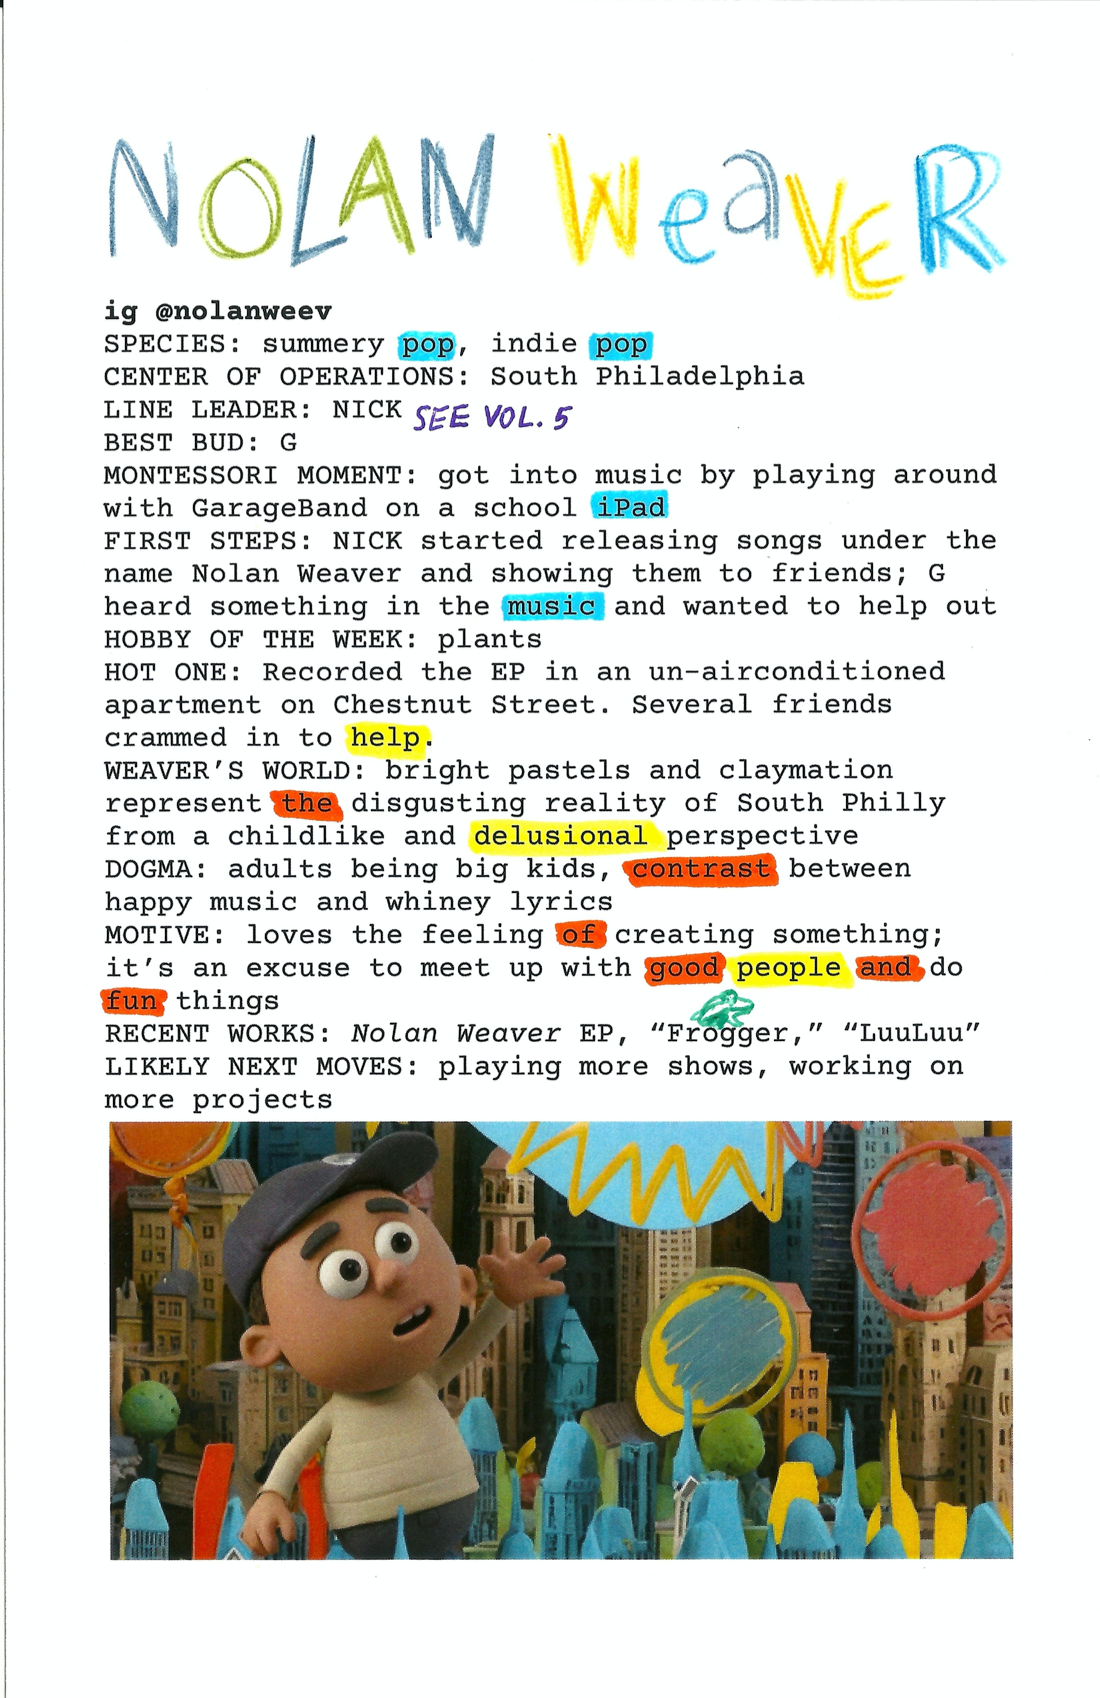 NOLAN WeaVER
ig @nolanweev
SPECIES: summery pop, indie pop
CENTER OF OPERATIONS: South Philadelphia
LINE LEADER: NICK SEE VOL. 5
BEST BUD: G
MONTESSORI MOMENT: got into music by playing around
with GarageBand on a school iPad
FIRST STEPS: NICK started releasing songs under the
name Nolan Weaver and showing them to friends; G
heard something in the music and wanted to help out
HOBBY OF THE WEEK: plants
HOT ONE: Recorded the EP in an un-airconditioned
apartment on Chestnut Street. Several friends
crammed in to help.
WEAVER’S WORLD: bright pastels and claymation
represent the disgusting reality of South Philly
from a childlike and delusional perspective
DOGMA: adults being big kids, contrast between
happy music and whiney lyrics
MOTIVE: loves the feeling of creating something;
it’s an excuse to meet up with good people and do
fun things
RECENT WORKS: Nolan Weaver EP, “Frogger,” “LuuLuu”
LIKELY NEXT MOVES: playing more shows, working on
more projects